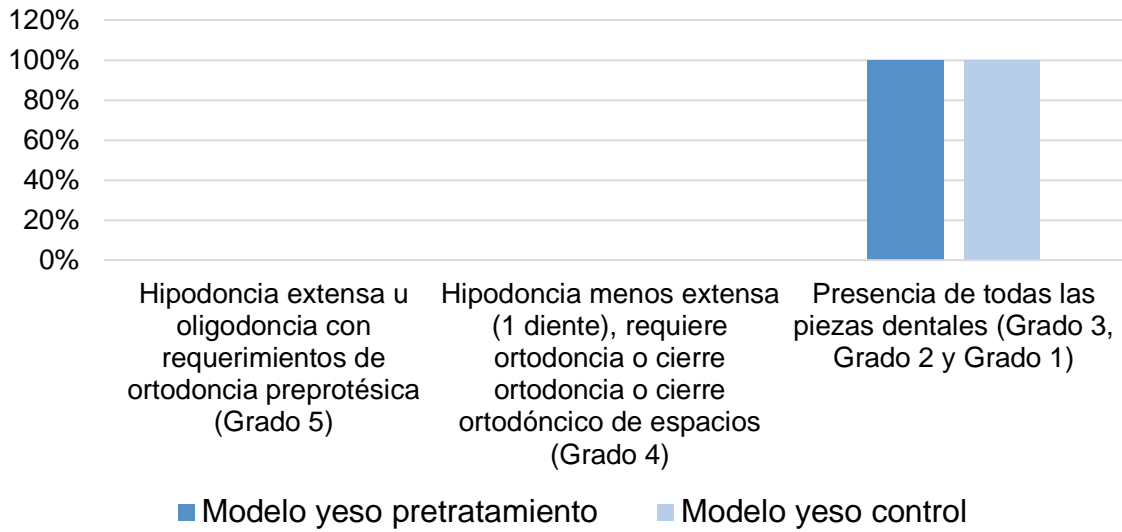 120%
100%
80%
60%
40%
20%
0%
Hipodoncia extensa u
oligodoncia con
requerimientos de
ortodoncia preprotésica
(Grado 5)
Hipodoncia menos extensa
(1 diente), requiere
ortodoncia o cierre
ortodoncia o cierre
ortodóncico de espacios
(Grado 4)
Presencia de todas las
piezas dentales (Grado 3,
Grado 2 y Grado 1)
Modelo yeso pretratamiento
Modelo yeso control